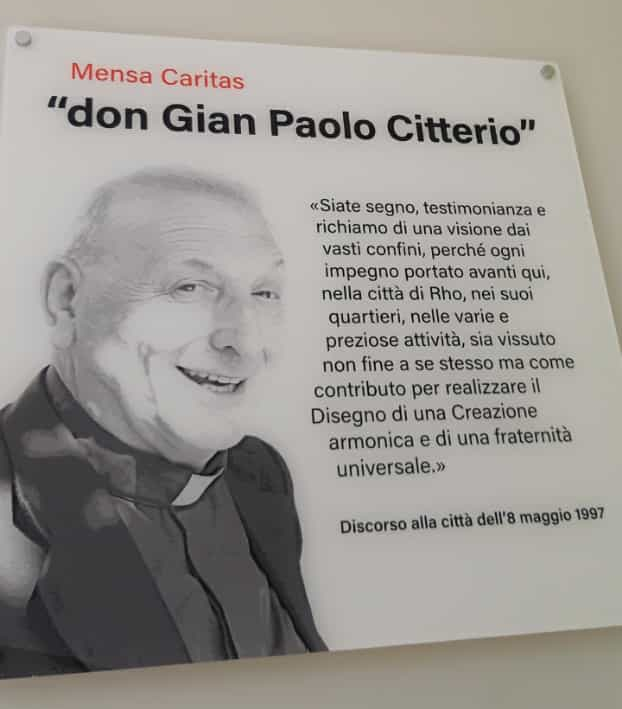 Mensa Caritas
“don Gian Paolo Citterio”
«Siate segno, testimonianza e
richiamo di una visione dai
vasti confini, perché ogni
impegno portato avanti qui,
nella città di Rho, nei suoi
quartieri, nelle varie e
preziose attività, sia vissuto
non fine a se stesso ma come
contributo per realizzare il
Disegno di una Creazione
armonica e di una fraternità
universale.»
Discorso alla città dell'8 maggio 1997